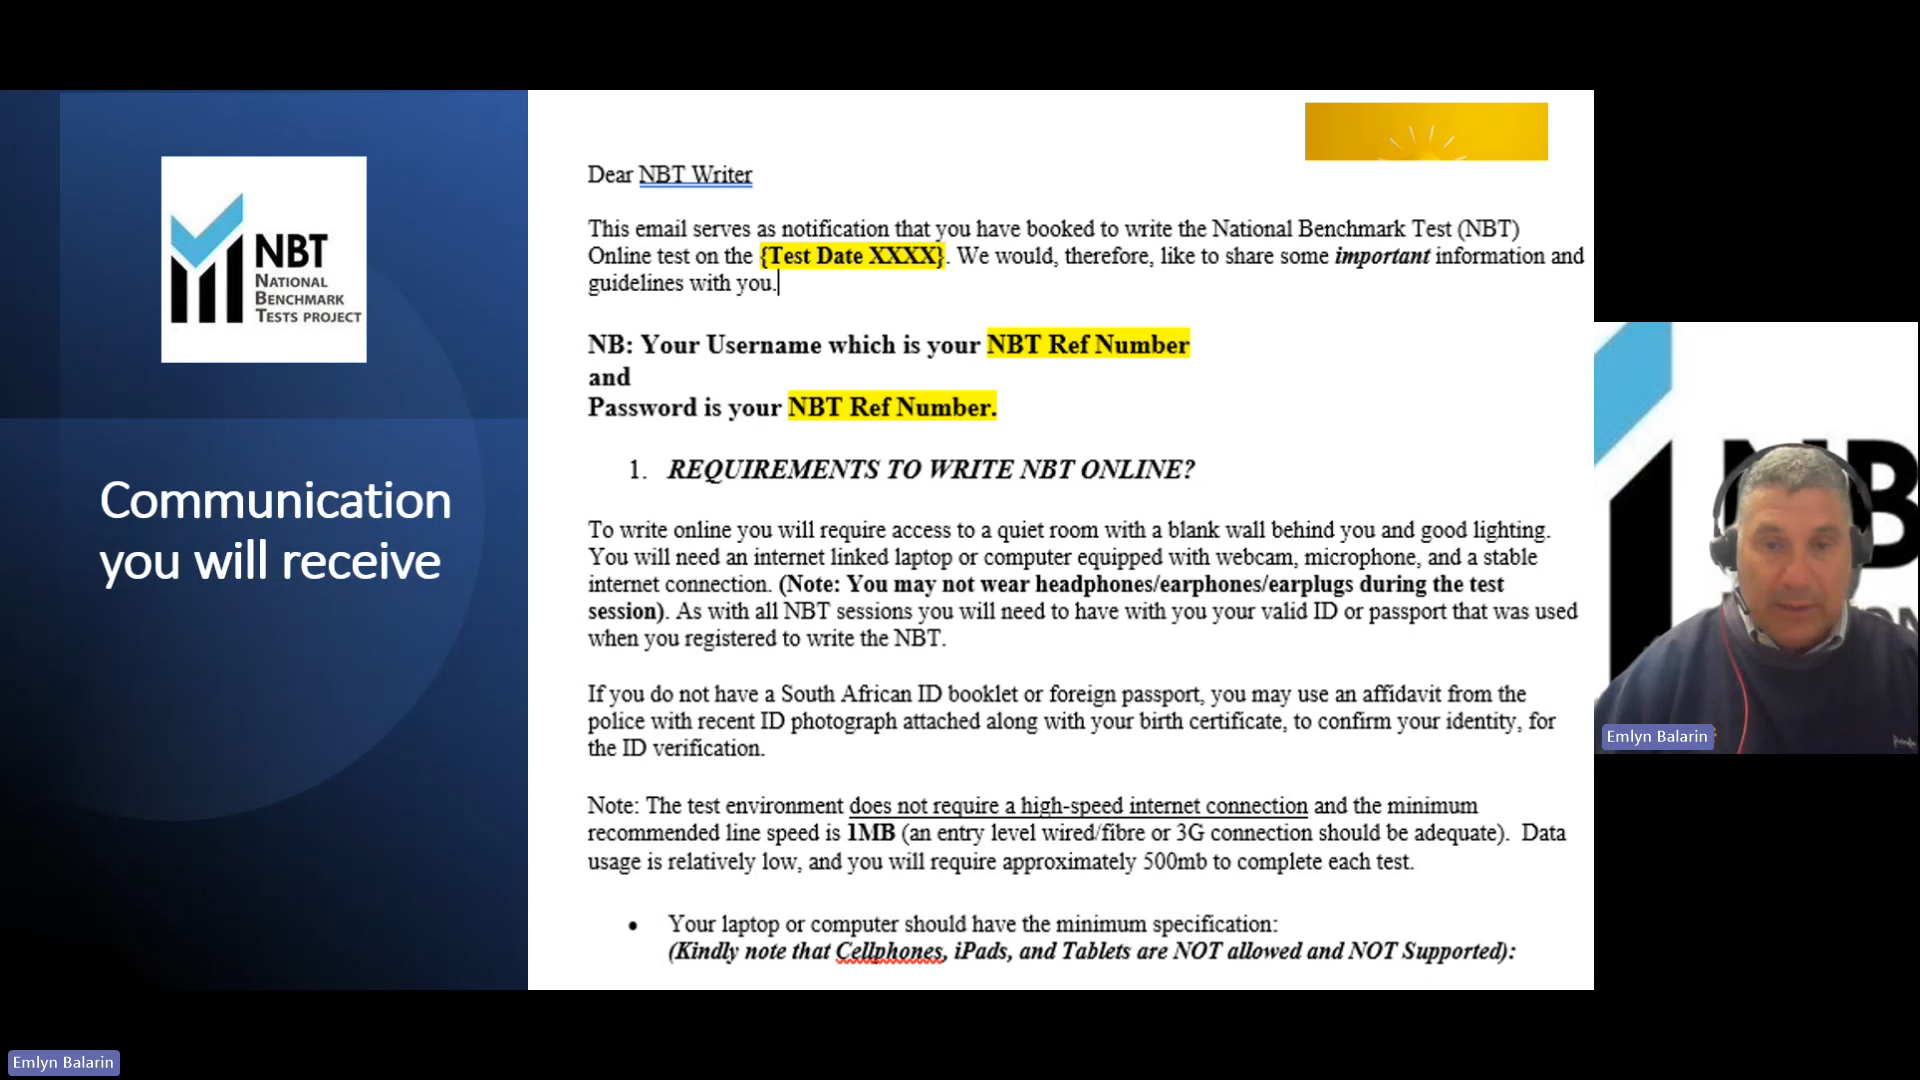 NBT
NATIONAL
BENCHMARK
TESTS PROJECT
Communication
you will receive
Dear NBT Writer
This email serves as notification that you have booked to write the National Benchmark Test (NBT)
Online test on the {Test Date XXXX}. We would, therefore, like to share some important information and
guidelines with you.
NB: Your Username which is your NBT Ref Number
and
Password is your NBT Ref Number.
1. REQUIREMENTS TO WRITE NBT ONLINE?
To write online you will require access to a quiet room with a blank wall behind you and good lighting.
You will need an internet linked laptop or computer equipped with webcam, microphone, and a stable
internet connection. (Note: You may not wear headphones/earphones/earplugs during the test
session). As with all NBT sessions you will need to have with you your valid ID or passport that was used
when you registered to write the NBT.
If you do not have a South African ID booklet or foreign passport, you may use an affidavit from the
police with recent ID photograph attached along with your birth certificate, to confirm your identity, for
the ID verification.
Note: The test environment does not require a high-speed internet connection and the minimum
recommended line speed is 1MB (an entry level wired/fibre or 3G connection should be adequate). Data
usage is relatively low, and you will require approximately 500mb to complete each test.
• Your laptop or computer should have the minimum specification:
(Kindly note that Cellphones, iPads, and Tablets are NOT allowed and NOT Supported):
Emlyn Balarin
Emlyn Balarin